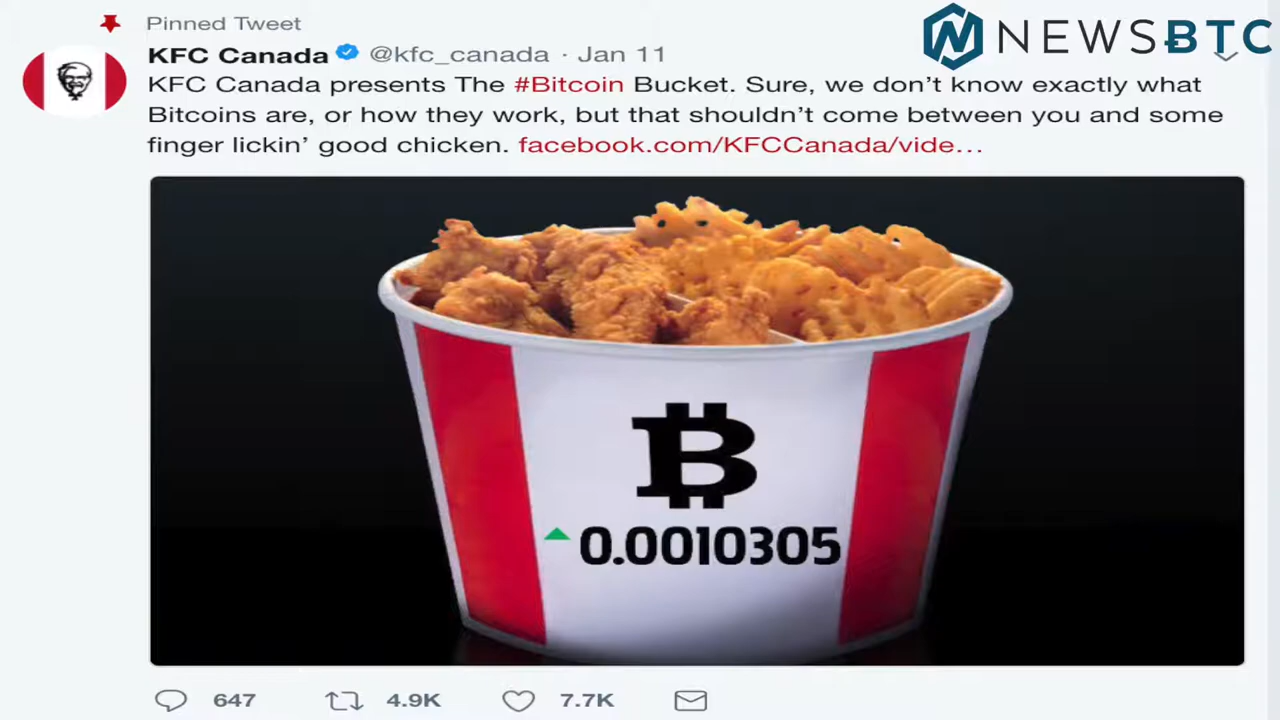 Pinned Tweet
NEWSBTC
KFC Canada @kfc_canada · Jan 11
KFC Canada presents The #Bitcoin Bucket. Sure, we don’t know exactly what
Bitcoins are, or how they work, but that shouldn’t come between you and some
finger lickin’ good chicken. facebook.com/KFCCanada/vide…
0.0010305
647 4.9K 7.7K